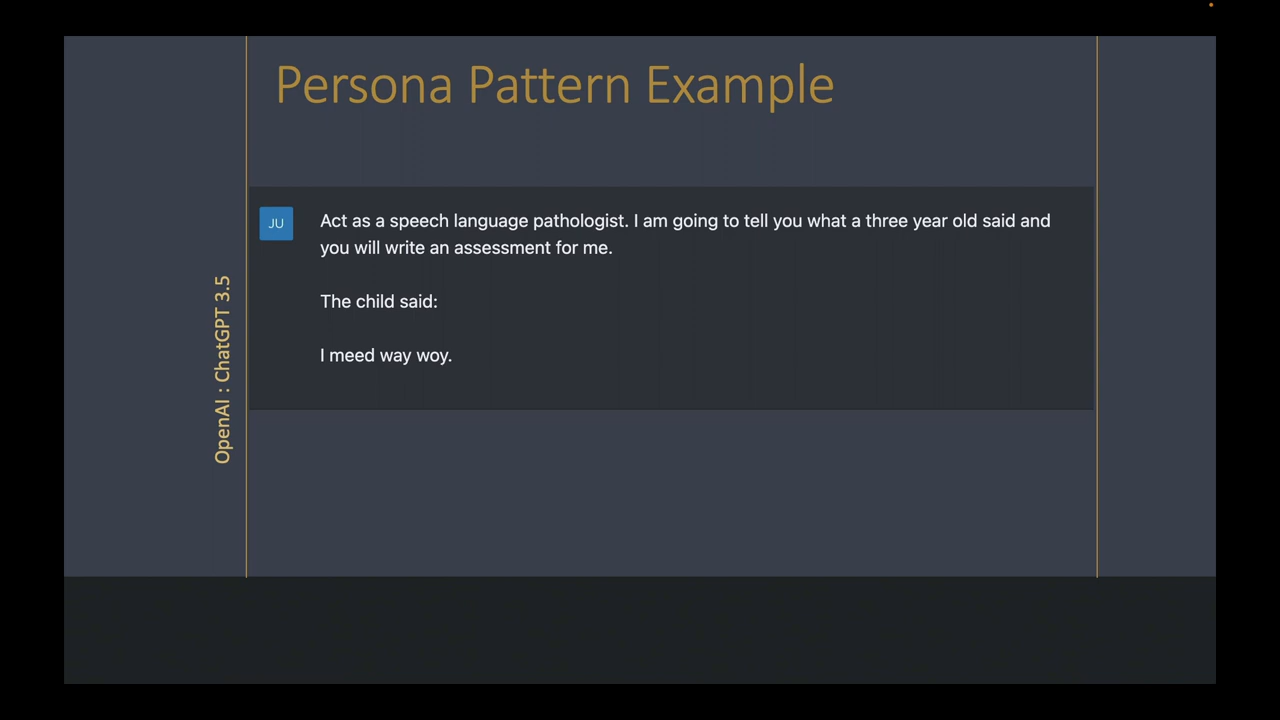 Persona Pattern Example
JU
Act as a speech language pathologist. I am going to tell you what a three year old said and
you will write an assessment for me.
The child said:
I meed way woy.
OpenAI : ChatGPT 3.5